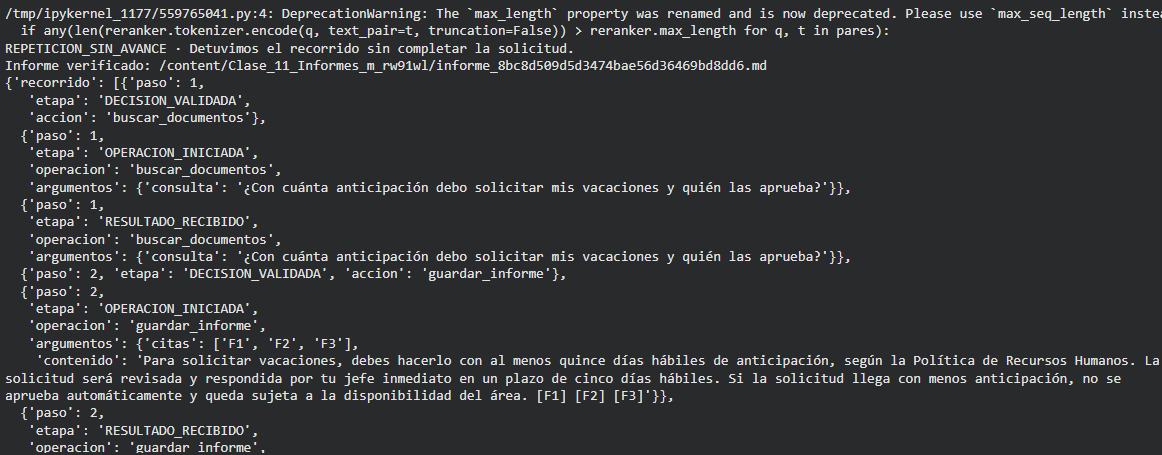 /tmp/ipykernel_1177/559765041.py:4: DeprecationWarning: The `max_length` property was renamed and is now deprecated. Please use `max_seq_length` inste
  if any(len(reranker.tokenizer.encode(q, text_pair=t, truncation=False)) > reranker.max_length for q, t in pares):
REPETICION_SIN_AVANCE · Detuvimos el recorrido sin completar la solicitud.
Informe verificado: /content/Clase_11_Informes_m_rw91wl/informe_8bc8d509d5d3474bae56d36469bd8dd6.md
{'recorrido': [{'paso': 1,
   'etapa': 'DECISION_VALIDADA',
   'accion': 'buscar_documentos'},
  {'paso': 1,
   'etapa': 'OPERACION_INICIADA',
   'operacion': 'buscar_documentos',
   'argumentos': {'consulta': '¿Con cuánta anticipación debo solicitar mis vacaciones y quién las aprueba?'}},
  {'paso': 1,
   'etapa': 'RESULTADO_RECIBIDO',
   'operacion': 'buscar_documentos',
   'argumentos': {'consulta': '¿Con cuánta anticipación debo solicitar mis vacaciones y quién las aprueba?'}},
  {'paso': 2, 'etapa': 'DECISION_VALIDADA', 'accion': 'guardar_informe'},
  {'paso': 2,
   'etapa': 'OPERACION_INICIADA',
   'operacion': 'guardar_informe',
   'argumentos': {'citas': ['F1', 'F2', 'F3'],
    'contenido': 'Para solicitar vacaciones, debes hacerlo con al menos quince días hábiles de anticipación, según la Política de Recursos Humanos. La
solicitud será revisada y respondida por tu jefe inmediato en un plazo de cinco días hábiles. Si la solicitud llega con menos anticipación, no se
aprueba automáticamente y queda sujeta a la disponibilidad del área. [F1] [F2] [F3]'}},
  {'paso': 2,
   'etapa': 'RESULTADO_RECIBIDO',
   'operacion': 'guardar_informe',